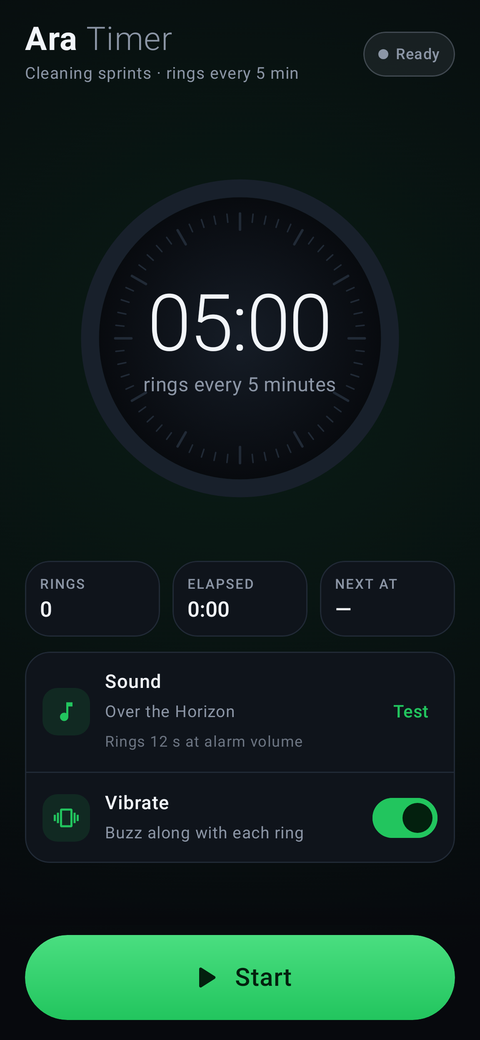 Ara Timer
Cleaning sprints · rings every 5 min
Ready
05:00
rings every 5 minutes
RINGS
0
ELAPSED
0:00
NEXT AT
—
Sound
Over the Horizon
Rings 12 s at alarm volume
Test
Vibrate
Buzz along with each ring
Start